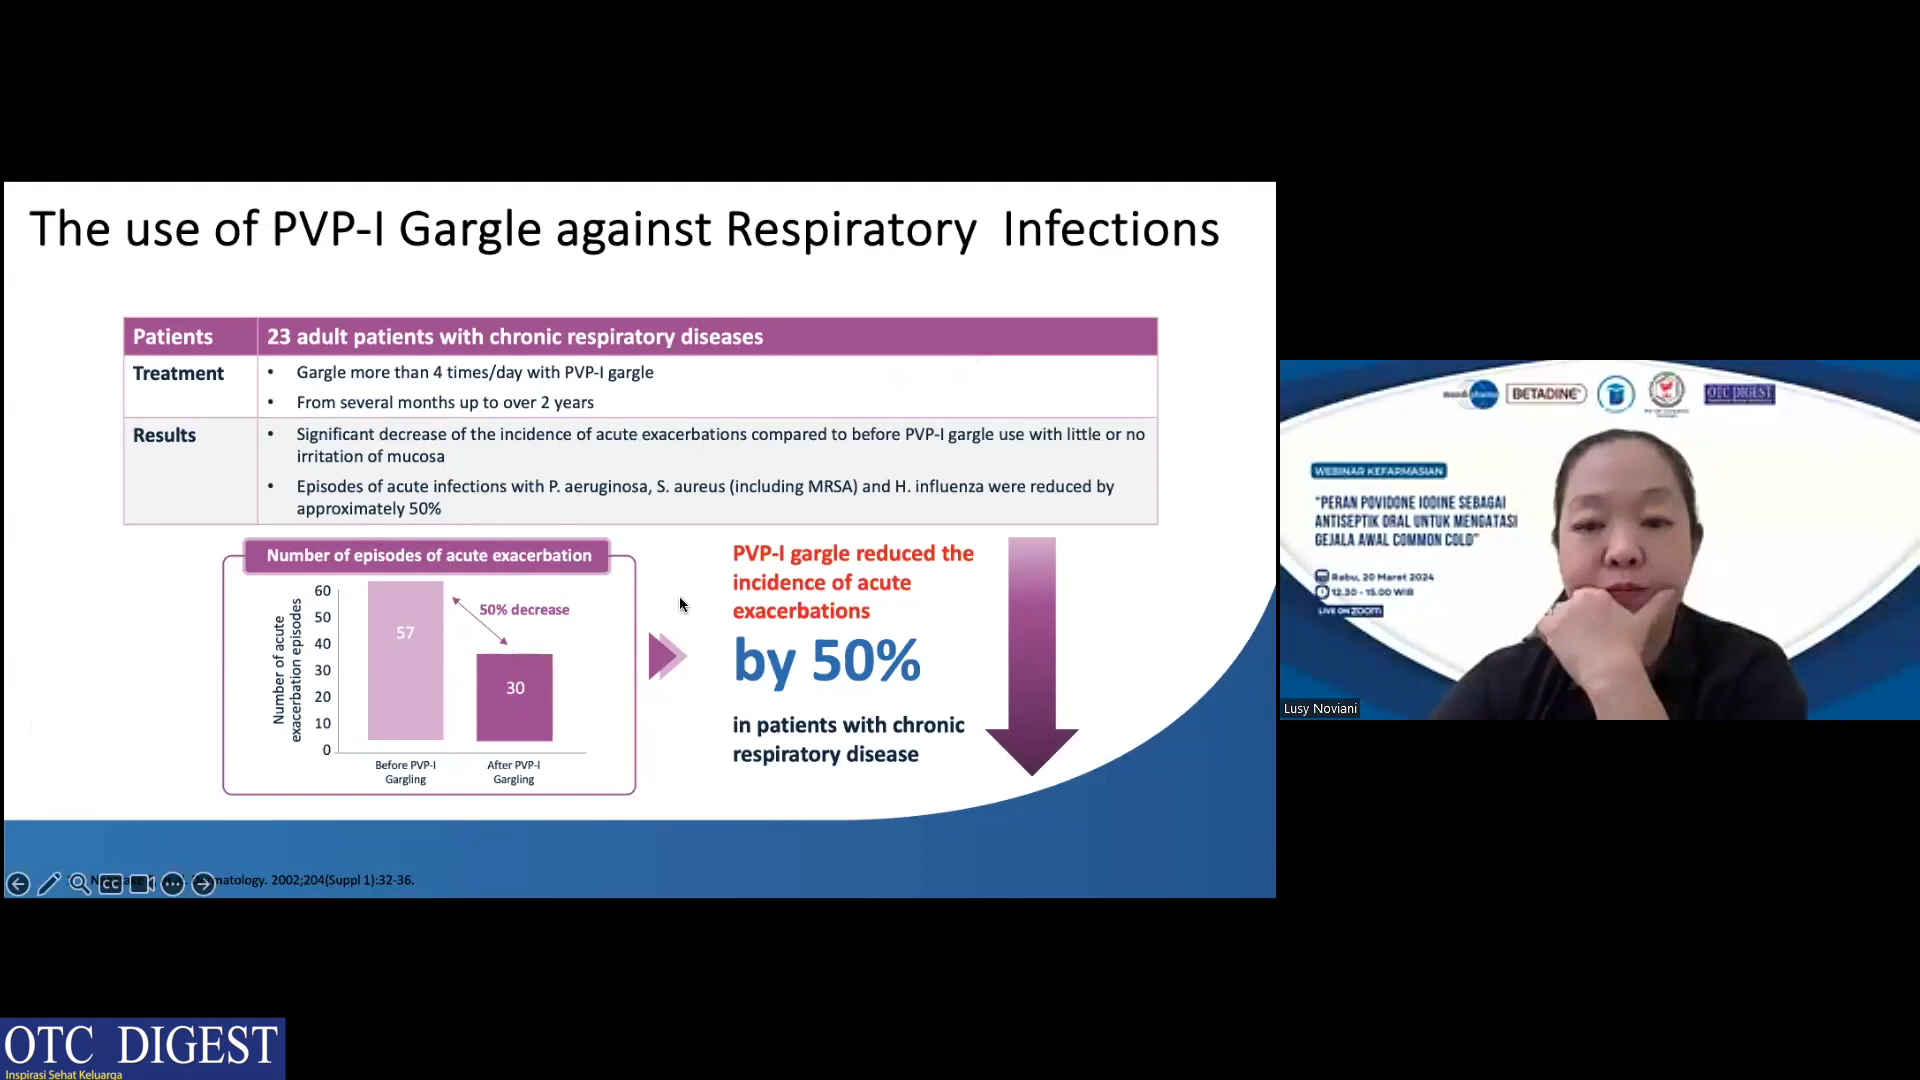 The use of PVP-I Gargle against Respiratory Infections
Patients
23 adult patients with chronic respiratory diseases
Treatment
• Gargle more than 4 times/day with PVP-I gargle
• From several months up to over 2 years
Results
• Significant decrease of the incidence of acute exacerbations compared to before PVP-I gargle use with little or no
irritation of mucosa
• Episodes of acute infections with P. aeruginosa, S. aureus (including MRSA) and H. influenza were reduced by
approximately 50%
Number of episodes of acute exacerbation
Number of acute
exacerbation episodes
60
50
40
30
20
10
0
57
50% decrease
30
Before PVP-I
Gargling
After PVP-I
Gargling
PVP-I gargle reduced the
incidence of acute
exacerbations
by 50%
in patients with chronic
respiratory disease
2002;204(Suppl 1):32-36.
CC
BETADINE
OTC DIGEST
WEBINAR KEFARMASIAN
"PERAN POVIDONE IODINE SEBAGAI
ANTISEPTIK ORAL UNTUK MENGATASI
GEJALA AWAL COMMON COLD"
Rabu, 20 Maret 2024
12.30 - 15.00 WIB
LIVE ON zoom
Lusy Noviani
OTC DIGEST
Inspirasi Sehat Keluarga